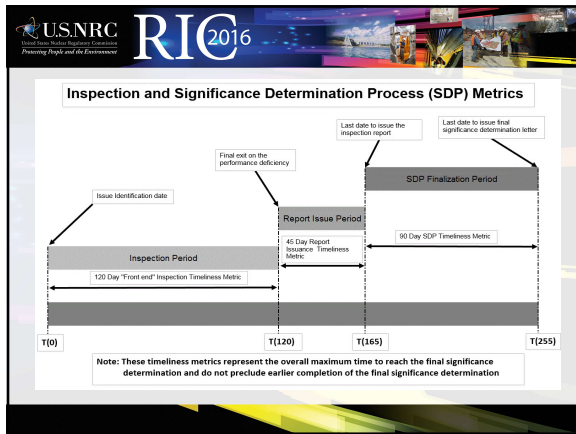 U.S.NRC
United States Nuclear Regulatory Commission
Protecting People and the Environment
RIC 2016
Inspection and Significance Determination Process (SDP) Metrics
Last date to issue the
inspection report
Last date to issue final
significance determination letter
Final exit on the
performance deficiency
SDP Finalization Period
Issue Identification date
Report Issue Period
90 Day SDP Timeliness Metric
45 Day Report
Issuance Timeliness
Metric
Inspection Period
120 Day "Front end" Inspection Timeliness Metric
T(0)
T(120)
T(165)
T(255)
Note: These timeliness metrics represent the overall maximum time to reach the final significance
determination and do not preclude earlier completion of the final significance determination